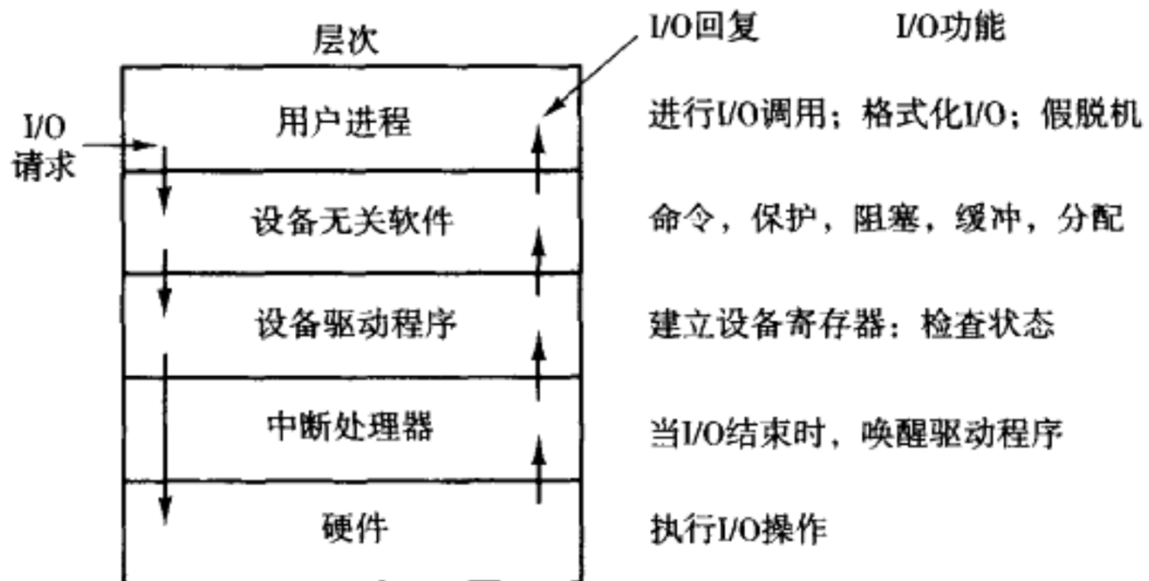 层次
I/O回复
I/O功能
I/O
请求
用户进程
进行I/O调用；格式化I/O；假脱机
设备无关软件
命令，保护，阻塞，缓冲，分配
设备驱动程序
建立设备寄存器；检查状态
中断处理器
当I/O结束时，唤醒驱动程序
硬件
执行I/O操作